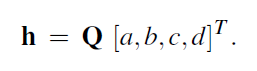 h = Q [a,b,c,d]^T.